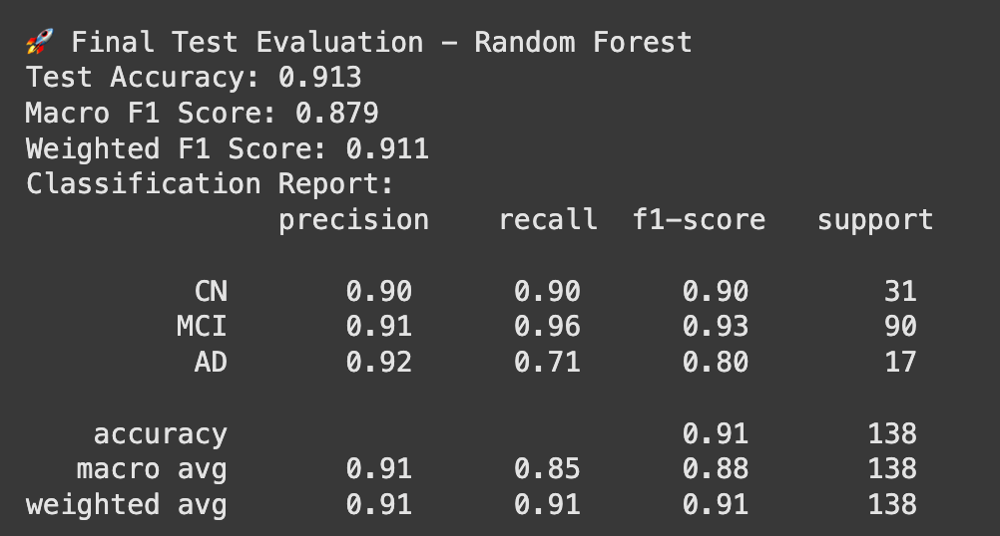 🚀 Final Test Evaluation – Random Forest
Test Accuracy: 0.913
Macro F1 Score: 0.879
Weighted F1 Score: 0.911
Classification Report:
              precision    recall  f1-score   support

          CN       0.90      0.90      0.90        31
         MCI       0.91      0.96      0.93        90
          AD       0.92      0.71      0.80        17

    accuracy                           0.91       138
   macro avg       0.91      0.85      0.88       138
weighted avg       0.91      0.91      0.91       138